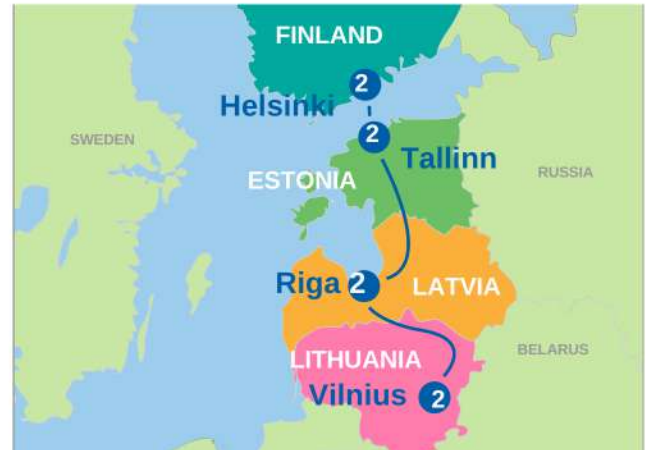 FINLAND
2
Helsinki
2
SWEDEN
Tallinn
ESTONIA
RUSSIA
Riga 2
LATVIA
BELARUS
LITHUANIA
Vilnius 2